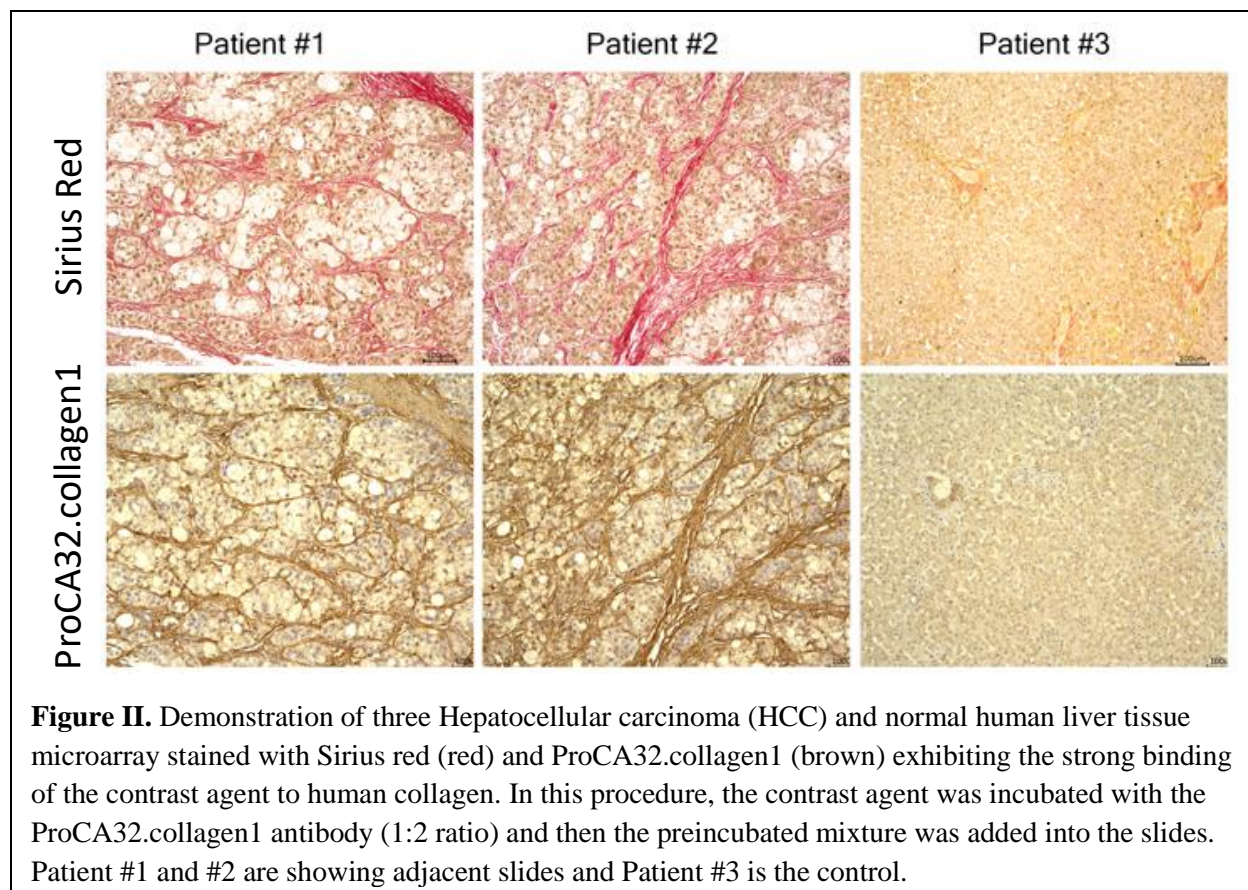 Patient #1 Patient #2 Patient #3
Sirius Red
ProCA32.collagen1
100µm
100µm
Figure II. Demonstration of three Hepatocellular carcinoma (HCC) and normal human liver tissue
microarray stained with Sirius red (red) and ProCA32.collagen1 (brown) exhibiting the strong binding
of the contrast agent to human collagen. In this procedure, the contrast agent was incubated with the
ProCA32.collagen1 antibody (1:2 ratio) and then the preincubated mixture was added into the slides.
Patient #1 and #2 are showing adjacent slides and Patient #3 is the control.